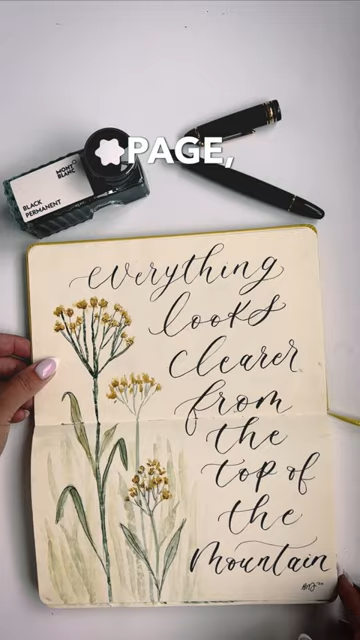 PAGE,
MONT
BLANC
BLACK
PERMANENT
everything
looks
clearer
from
the
top of
the
mountain